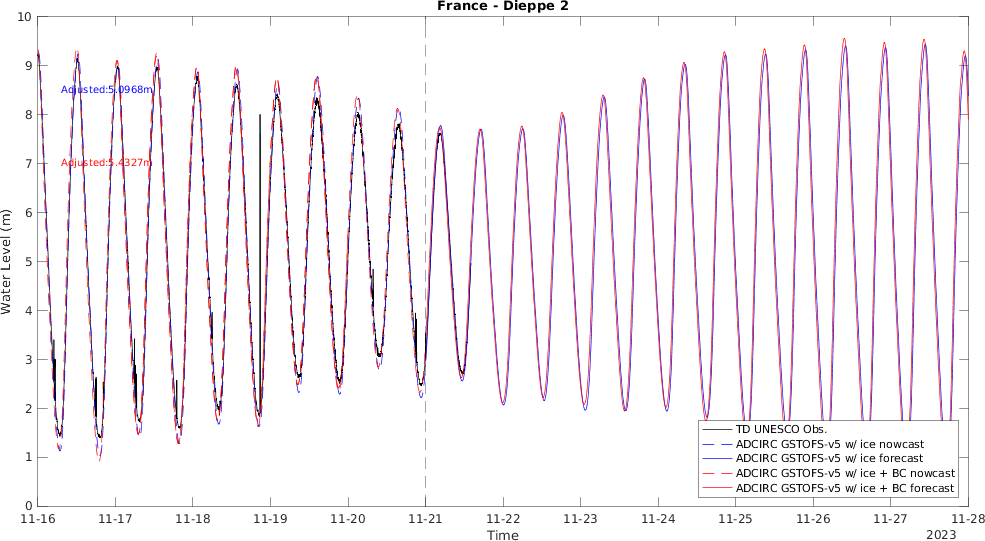 France - Dieppe 2
10
9
8
7
6
5
4
3
2
1
0
Water Level (m)
Adjusted:5.0968m
Adjusted:5.4327m
TD UNESCO Obs.
ADCIRC GSTOFS-v5 w/ ice nowcast
ADCIRC GSTOFS-v5 w/ ice forecast
ADCIRC GSTOFS-v5 w/ ice + BC nowcast
ADCIRC GSTOFS-v5 w/ ice + BC forecast
11-16 11-17 11-18 11-19 11-20 11-21 11-22 11-23 11-24 11-25 11-26 11-27 11-28
Time
2023